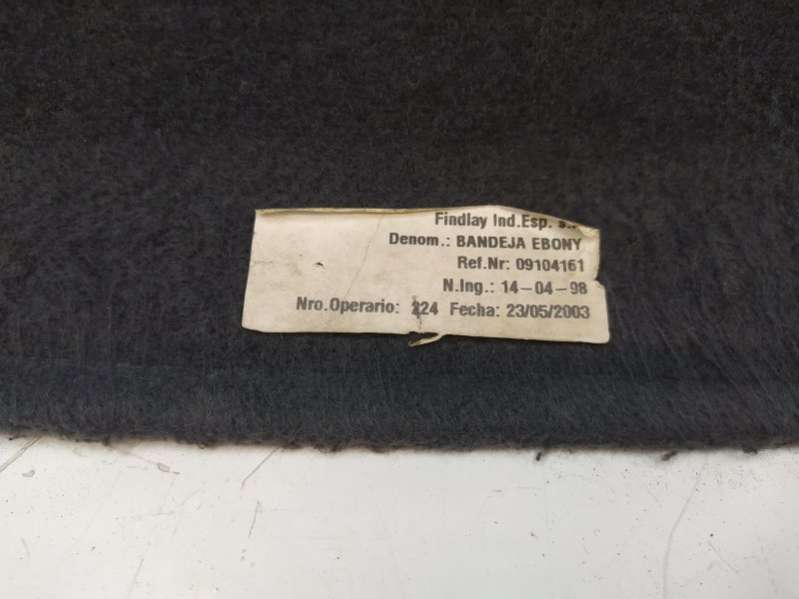 Findlay Ind.Esp.
Denom.: BANDEJA EBONY
Ref.Nr: 09104161
N.Ing.: 14-04-98
Nro.Operario: 224 Fecha: 23/05/2003